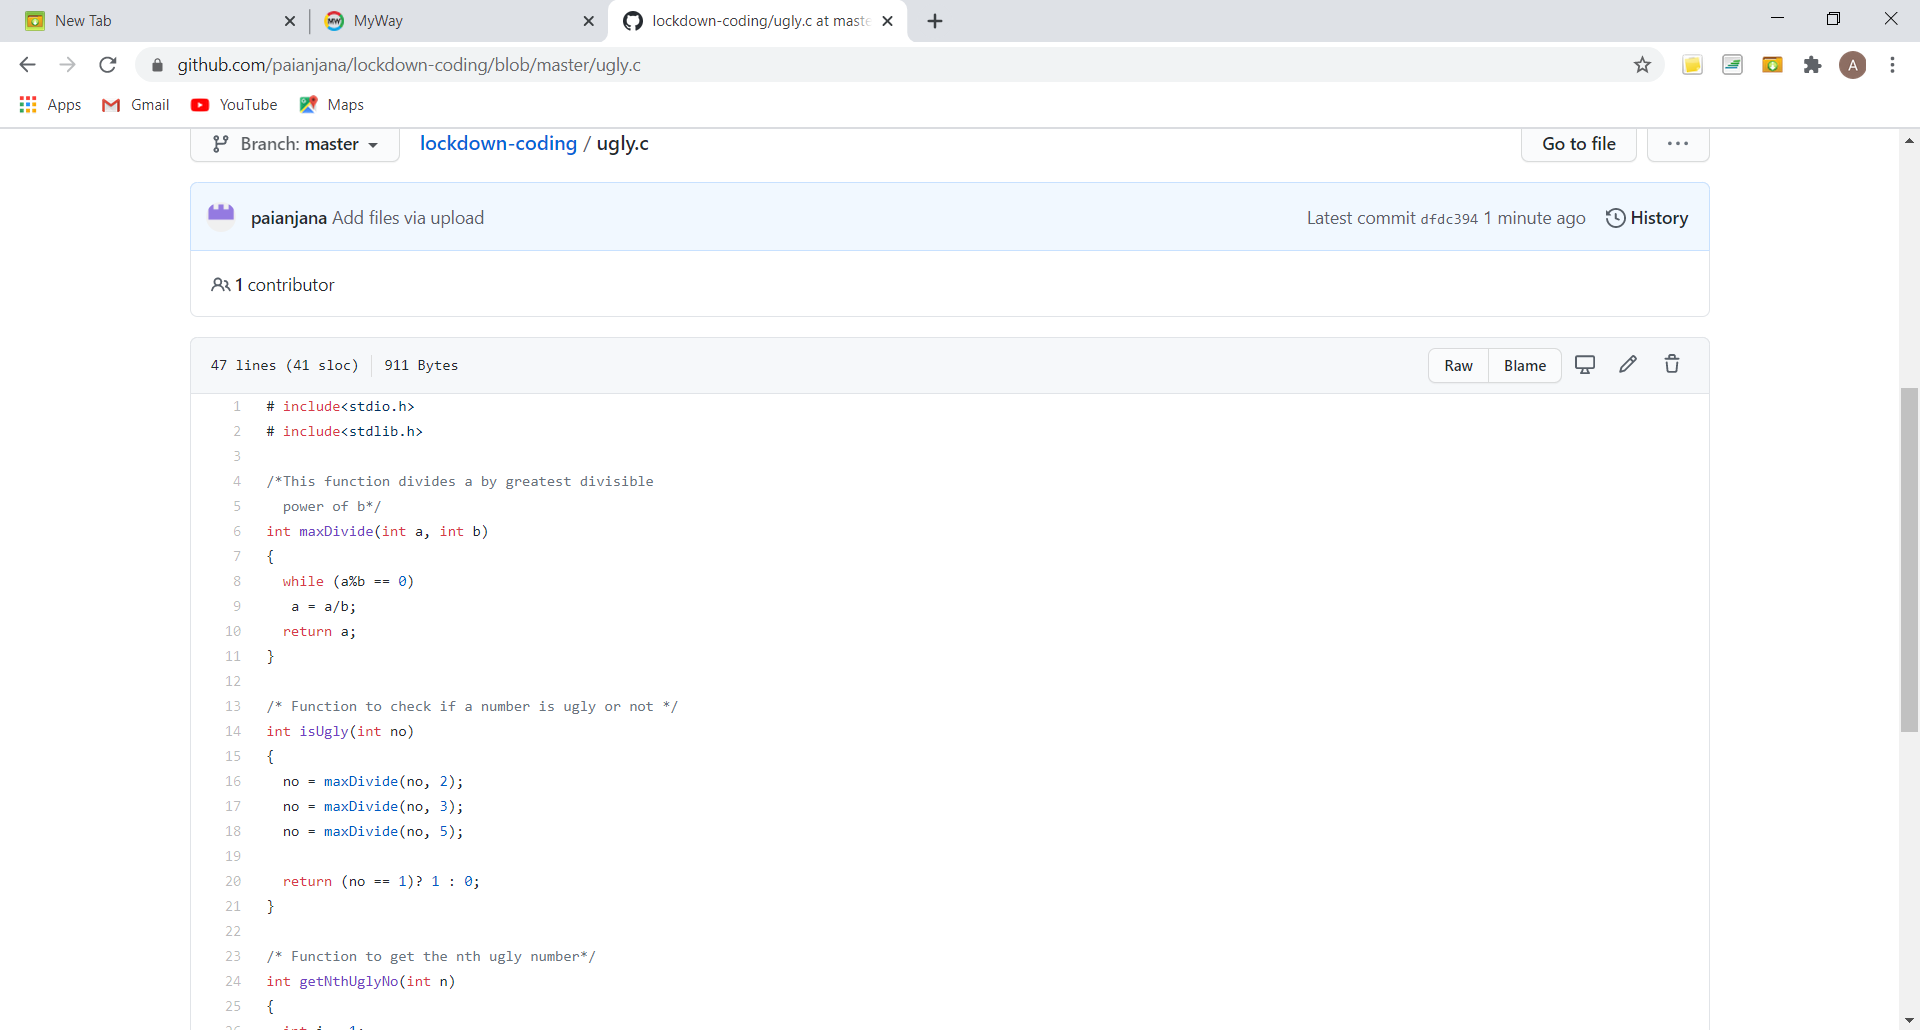 New Tab
MyWay
lockdown-coding/ugly.c at maste
github.com/paianjana/lockdown-coding/blob/master/ugly.c
A
Apps
Gmail
YouTube
Maps
Branch: master
lockdown-coding / ugly.c
Go to file
paianjana Add files via upload
Latest commit dfdc394 1 minute ago
History
1 contributor
47 lines (41 sloc)
911 Bytes
Raw
Blame
1 # include<stdio.h>
2 # include<stdlib.h>
3
4 /*This function divides a by greatest divisible
5 power of b*/
6 int maxDivide(int a, int b)
7 {
8 while (a%b == 0)
9 a = a/b;
10 return a;
11 }
12
13 /* Function to check if a number is ugly or not */
14 int isUgly(int no)
15 {
16 no = maxDivide(no, 2);
17 no = maxDivide(no, 3);
18 no = maxDivide(no, 5);
19
20 return (no == 1)? 1 : 0;
21 }
22
23 /* Function to get the nth ugly number*/
24 int getNthUglyNo(int n)
25 {
26 int i = 1;